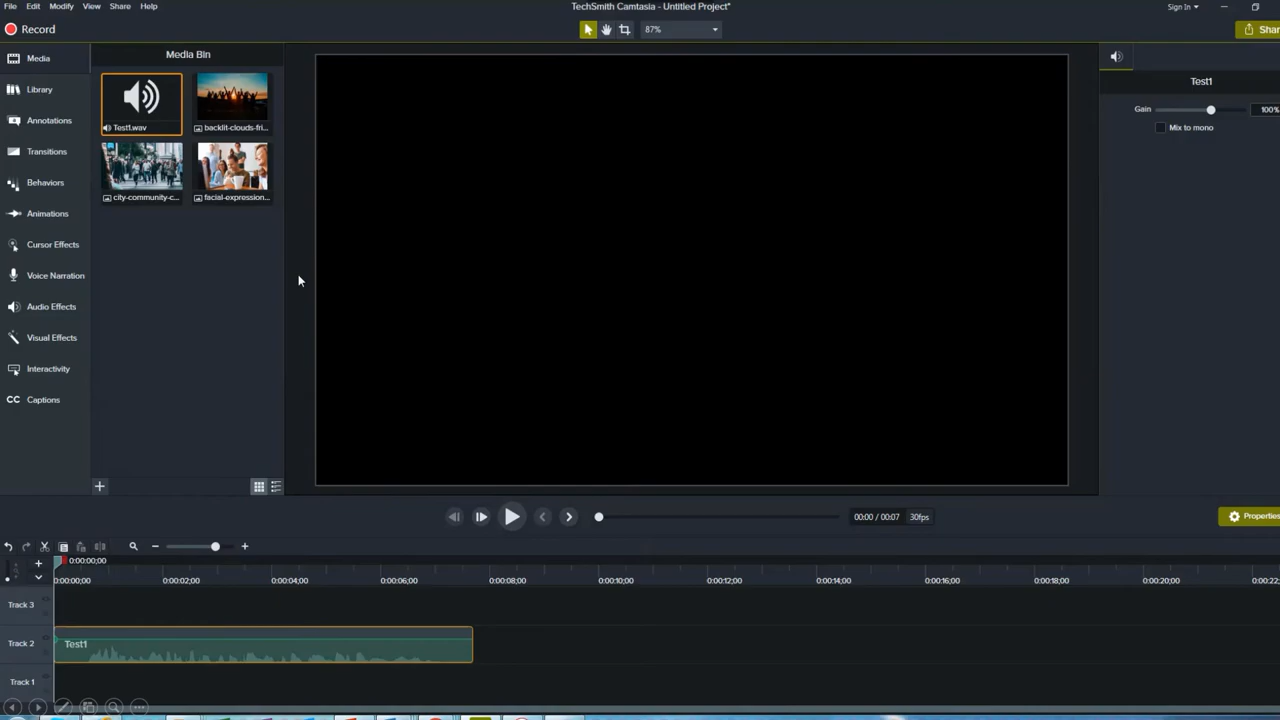 TechSmith Camtasia - Untitled Project*
File Edit Modify View Share Help
Sign In
Record
87%
Shar
Media
Library
Annotations
Transitions
Behaviors
Animations
Cursor Effects
Voice Narration
Audio Effects
Visual Effects
Interactivity
CC Captions
Media Bin
Test1.wav
backlit-clouds-fri...
city-community-c...
facial-expression...
Test1
Gain
100%
Mix to mono
00:00 / 00:07 30fps
Properties
0:00:00;00
0:00:00;00 0:00:02;00 0:00:04;00 0:00:06;00 0:00:08;00 0:00:10;00 0:00:12;00 0:00:14;00 0:00:16;00 0:00:18;00 0:00:20;00 0:00:22;
Track 3
Track 2
Test1
Track 1